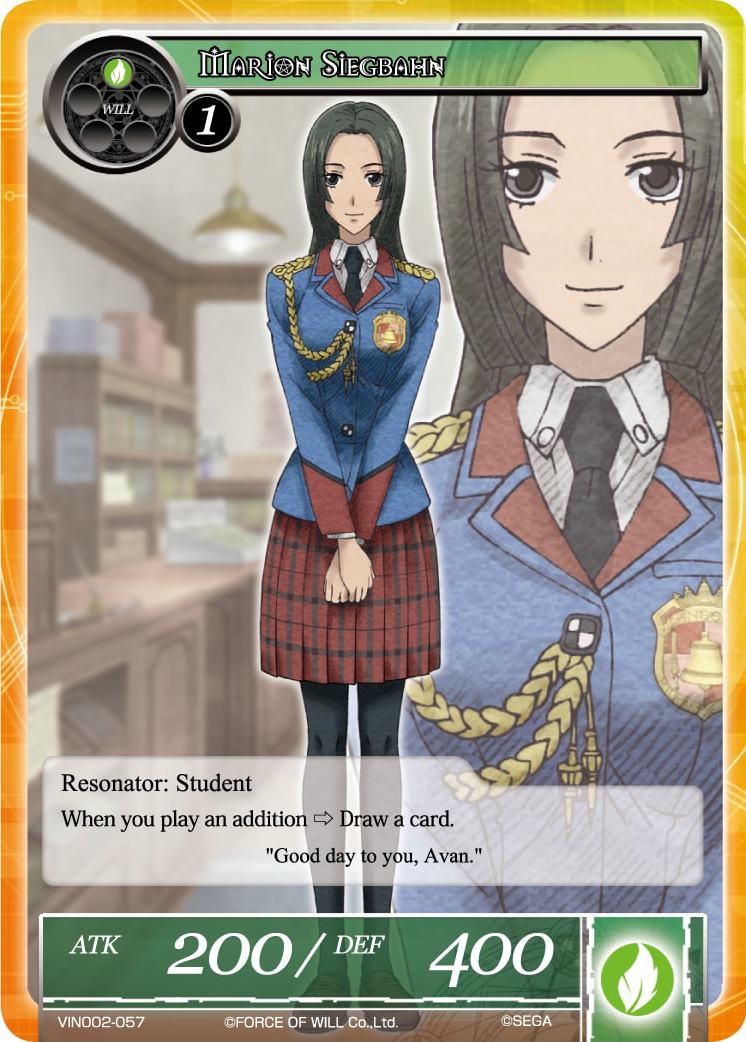 Marion Siegbahn
WILL
1
Resonator: Student
When you play an addition ⇨ Draw a card.
"Good day to you, Avan."
ATK 200 / DEF 400
VIN002-057 ©FORCE OF WILL Co.,Ltd. ©SEGA